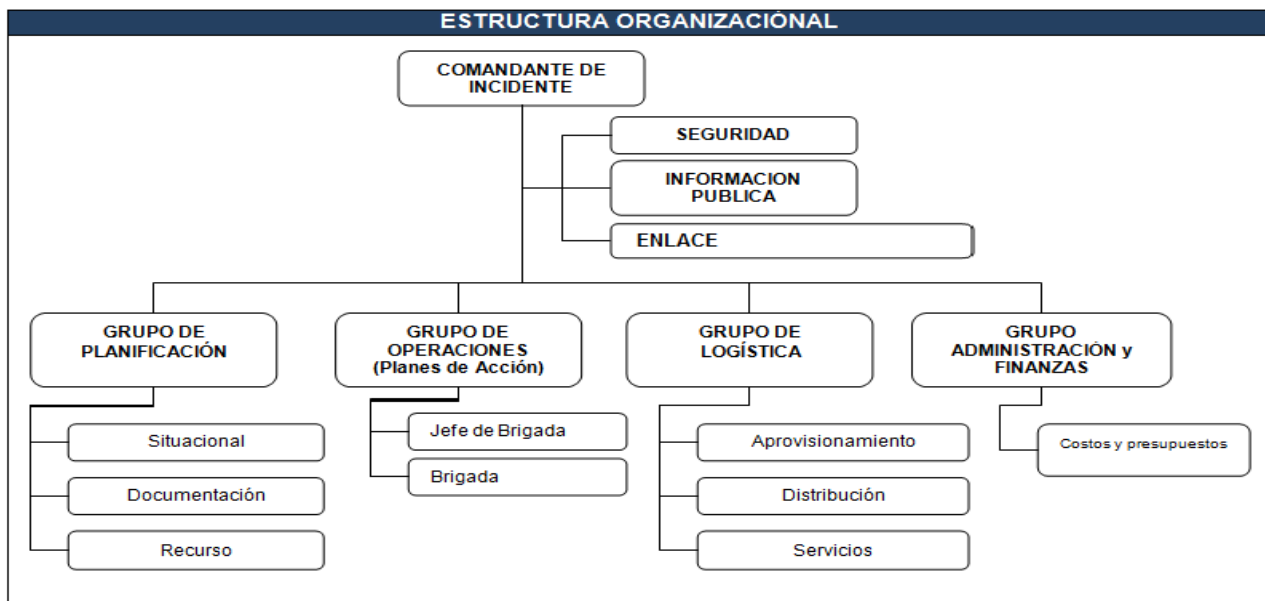 ESTRUCTURA ORGANIZACIÓNAL
COMANDANTE DE
INCIDENTE
SEGURIDAD
INFORMACION
PUBLICA
ENLACE
GRUPO DE
PLANIFICACIÓN
GRUPO DE
OPERACIONES
(Planes de Acción)
GRUPO DE
LOGÍSTICA
GRUPO
ADMINISTRACIÓN y
FINANZAS
Situacional
Documentación
Recurso
Jefe de Brigada
Brigada
Aprovisionamiento
Distribución
Servicios
Costos y presupuestos